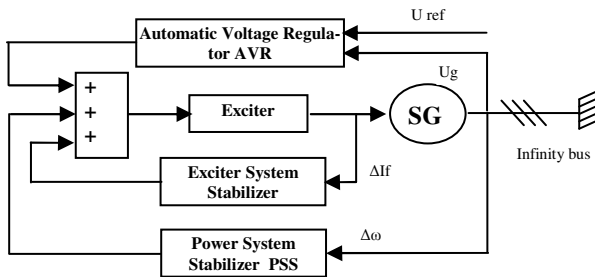 Automatic Voltage Regula-
tor AVR
U ref
Ug
+
+
+
Exciter
SG
Infinity bus
Exciter System
Stabilizer
ΔIf
Power System
Stabilizer PSS
Δω